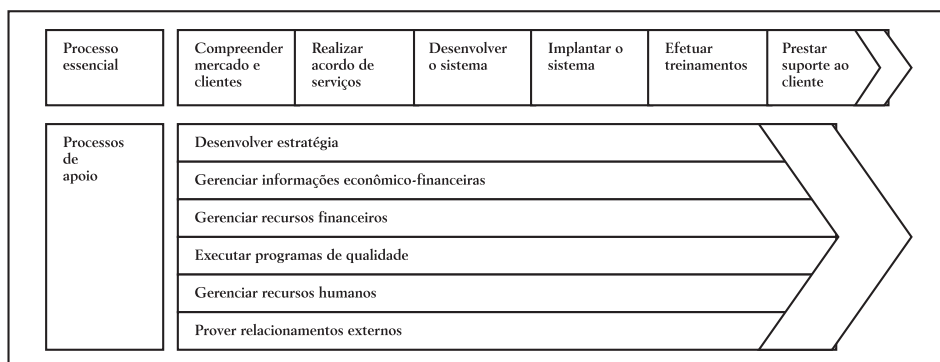 Processo
essencial
Compreender
mercado e
clientes
Realizar
acordo de
serviços
Desenvolver
o sistema
Implantar o
sistema
Efetuar
treinamentos
Prestar
suporte ao
cliente
Processos
de
apoio
Desenvolver estratégia
Gerenciar informações econômico-financeiras
Gerenciar recursos financeiros
Executar programas de qualidade
Gerenciar recursos humanos
Prover relacionamentos externos